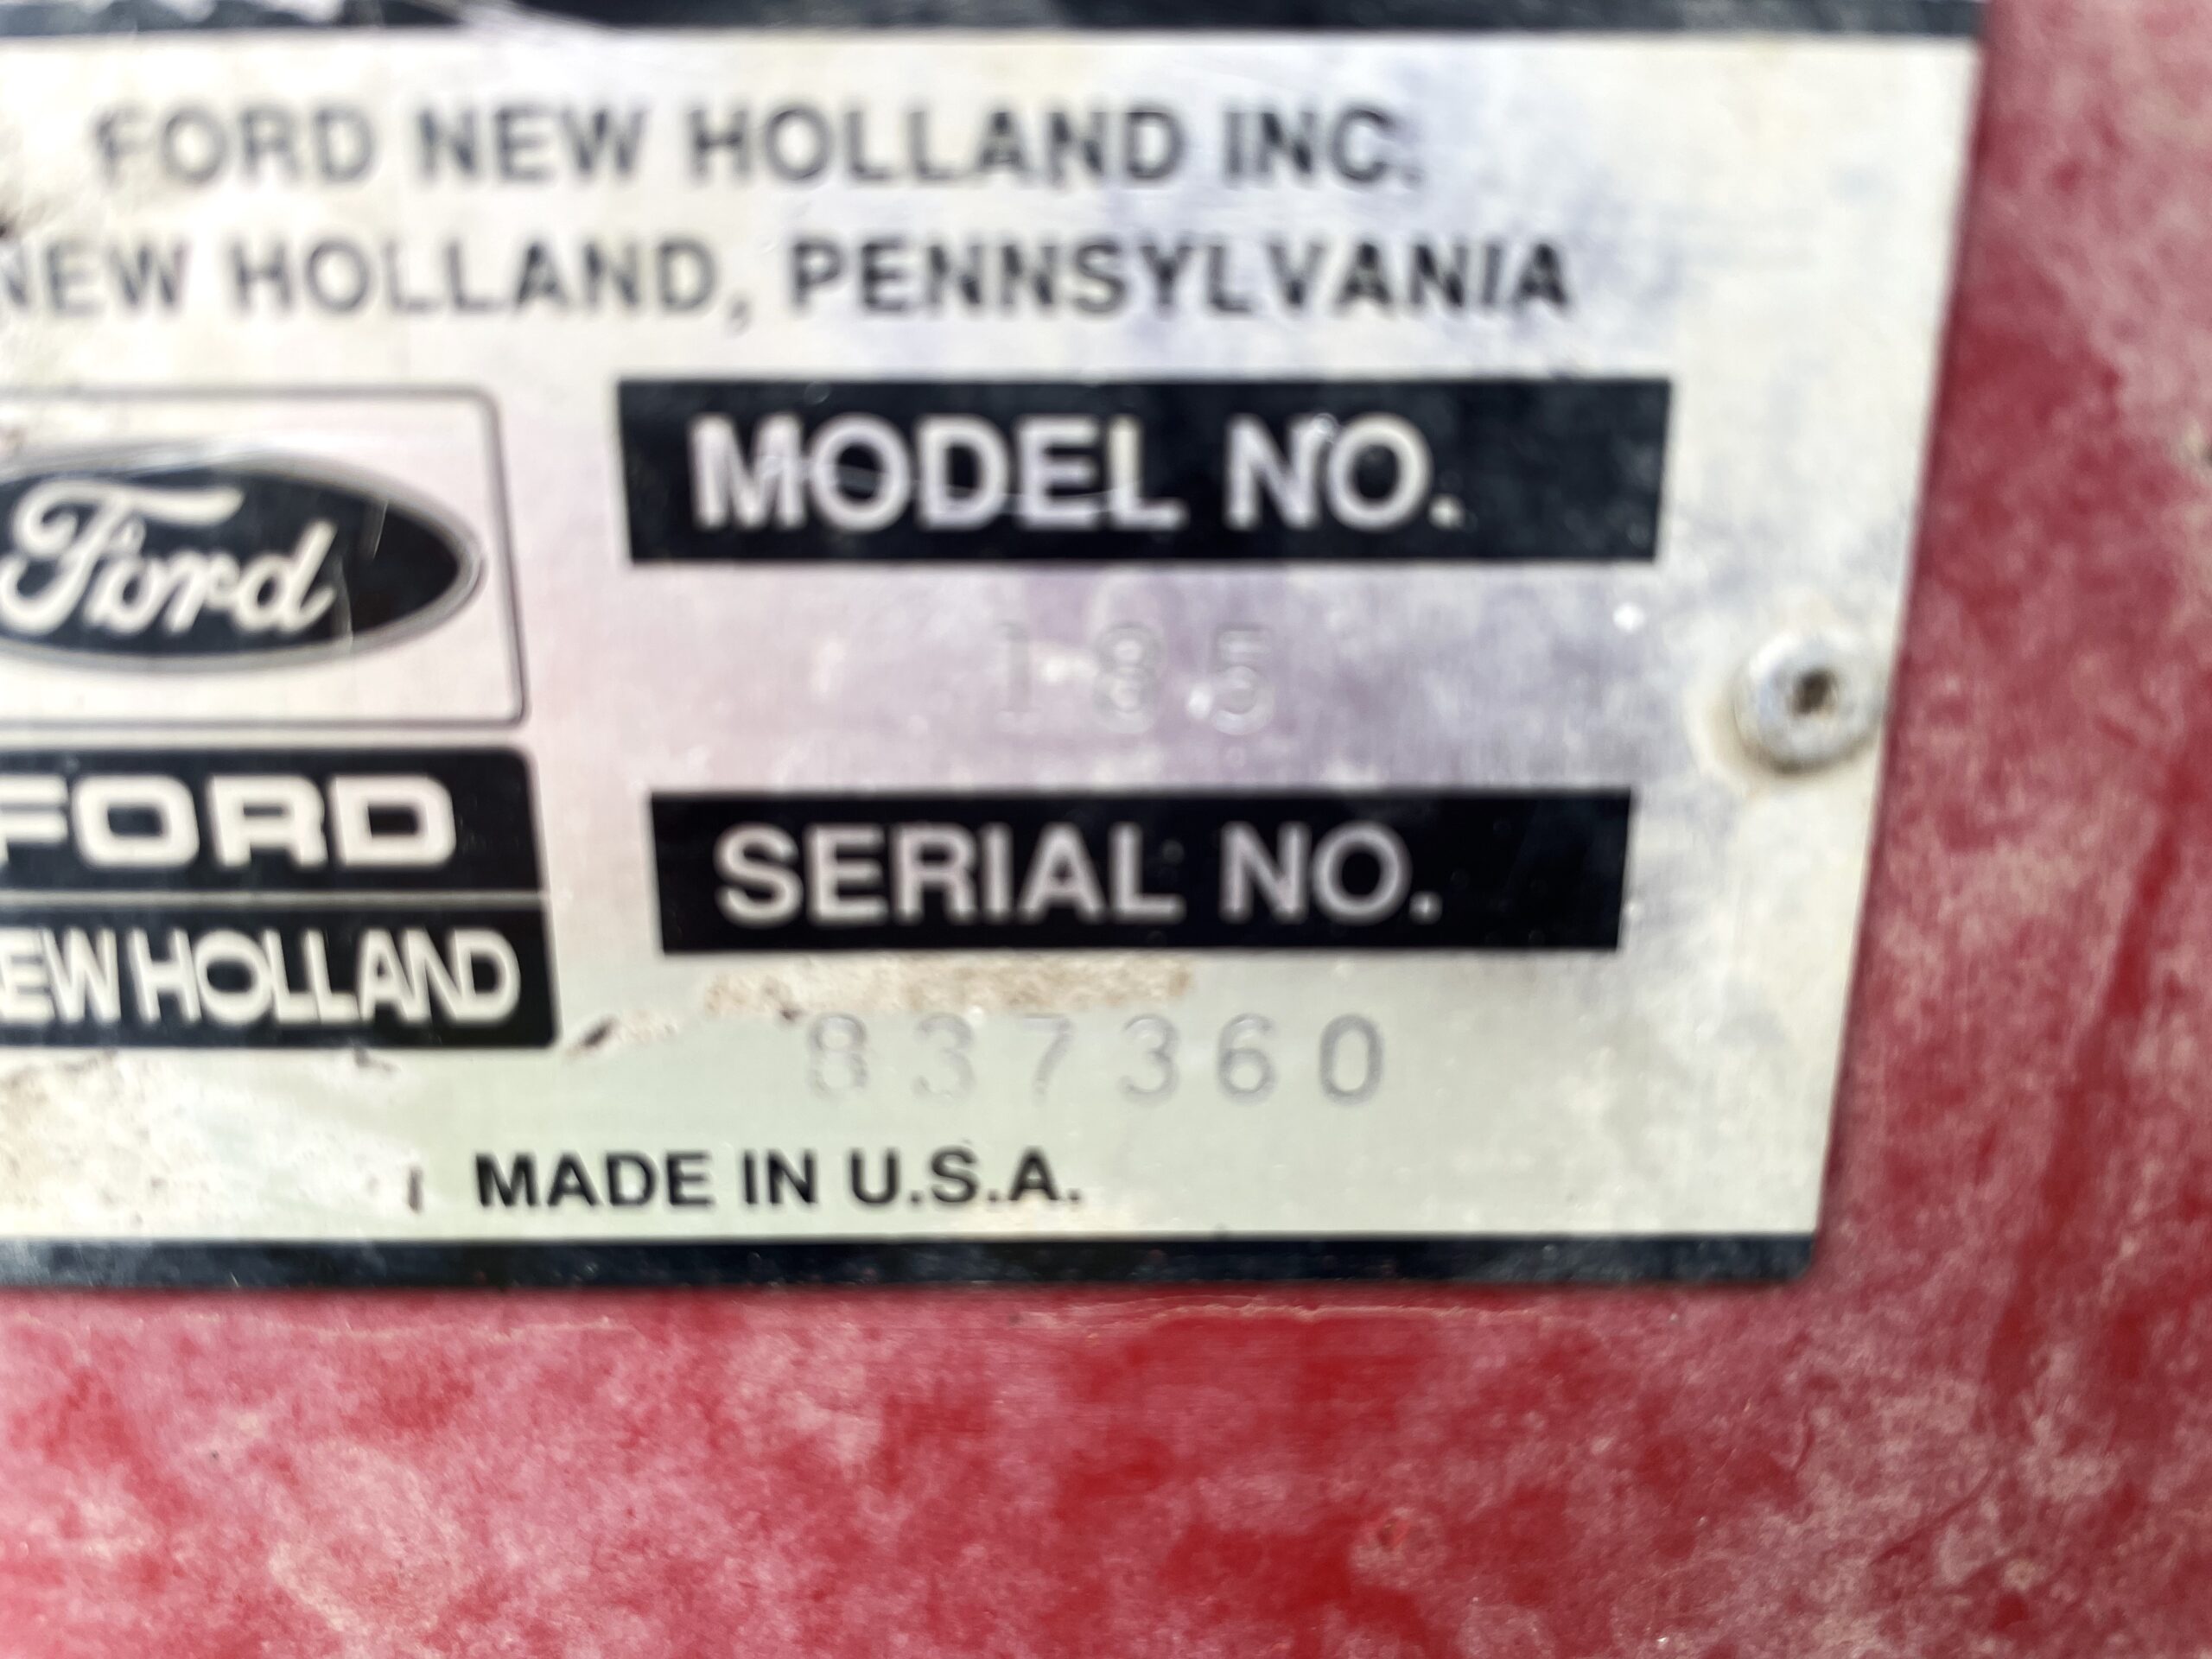 FORD NEW HOLLAND INC.
NEW HOLLAND, PENNSYLVANIA
Ford
MODEL NO.
185
FORD
NEW HOLLAND
SERIAL NO.
837360
MADE IN U.S.A.